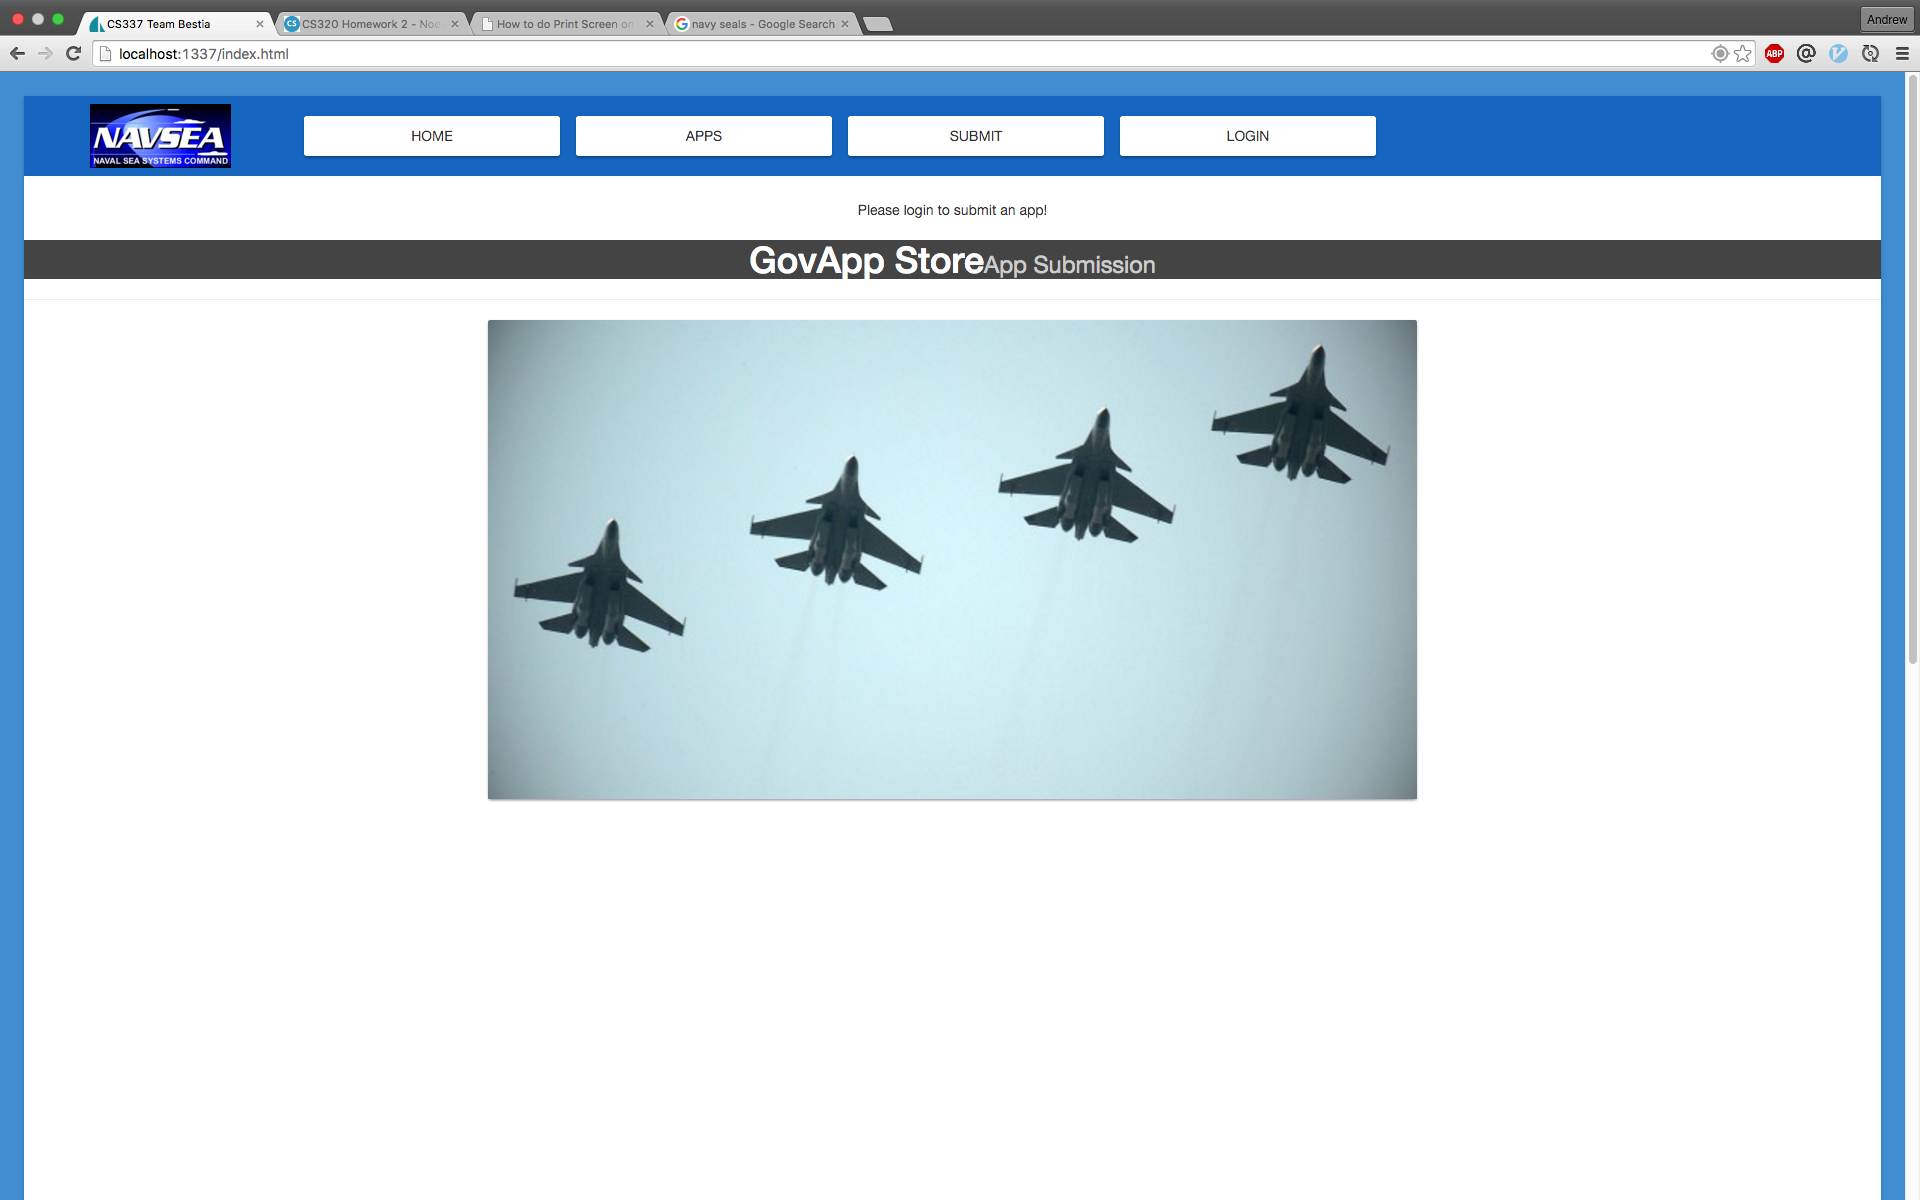 CS337 Team Bestia
CS320 Homework 2 - Noe
How to do Print Screen on
navy seals - Google Search
Andrew
localhost:1337/index.html
ABP
NAVSEA
NAVAL SEA SYSTEMS COMMAND
HOME
APPS
SUBMIT
LOGIN
Please login to submit an app!
GovApp Store App Submission